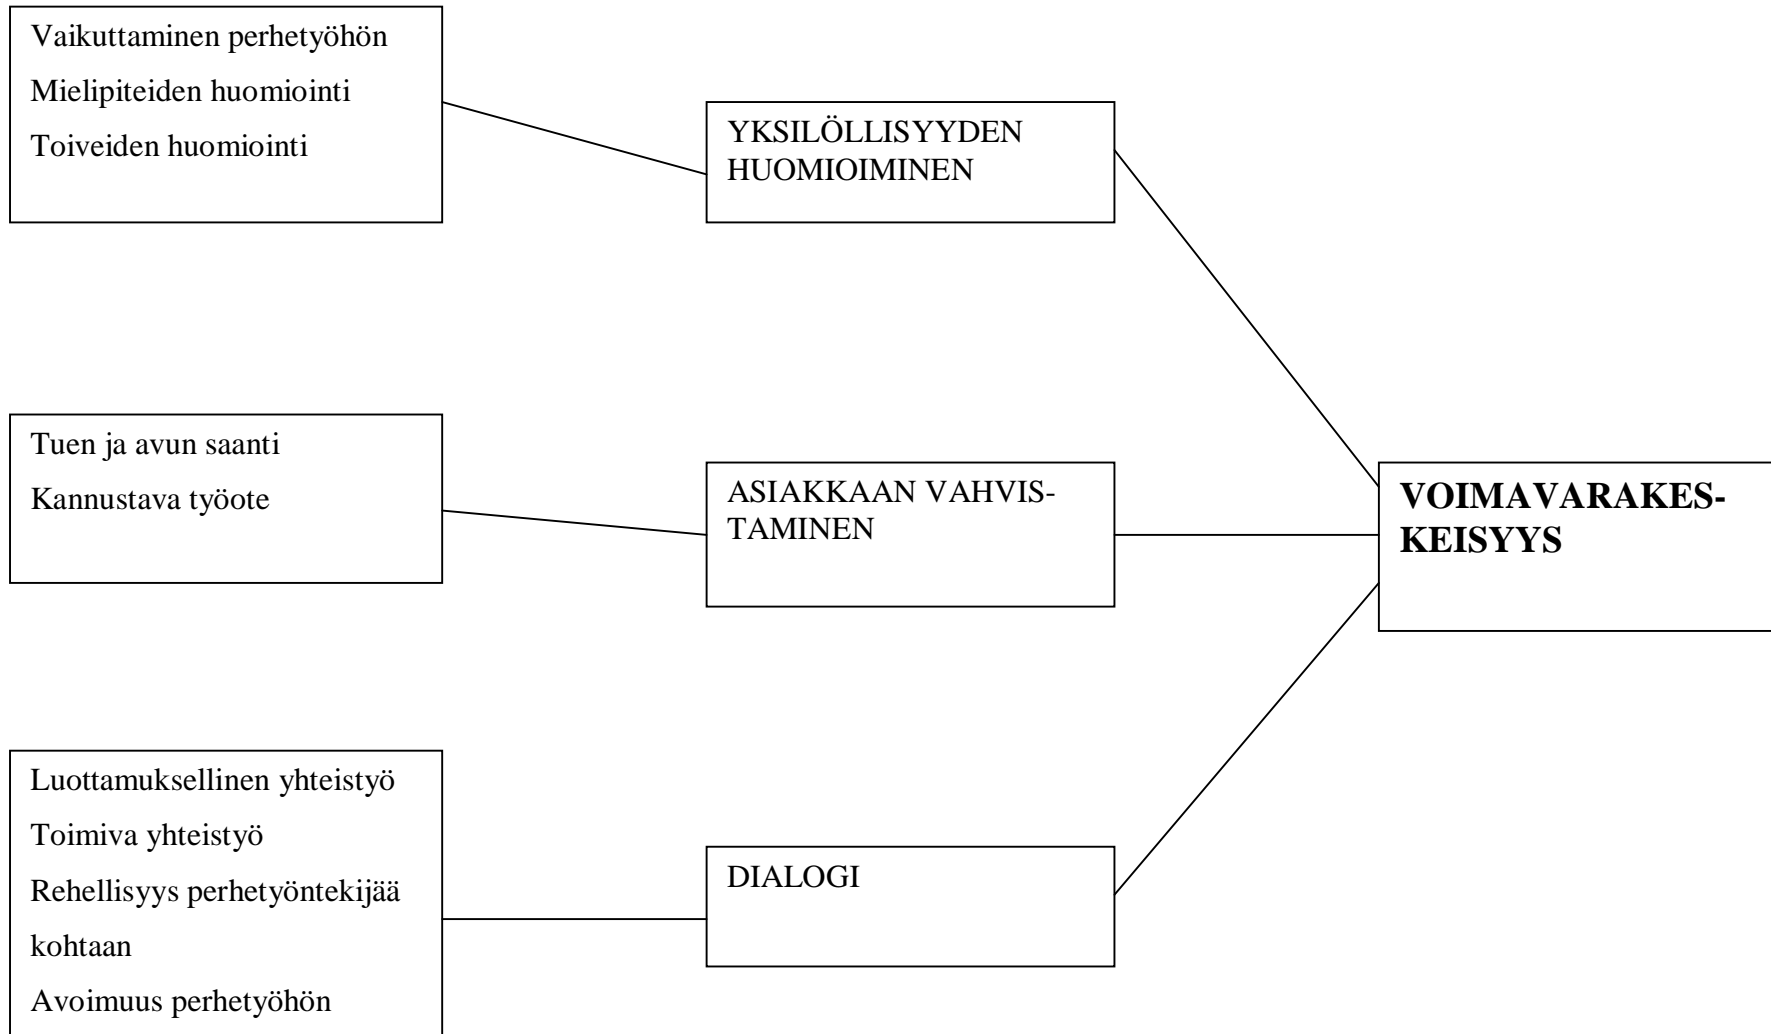 Vaikuttaminen perhetyöhön
Mielipiteiden huomiointi
Toiveiden huomiointi
YKSILÖLLISYYDEN
HUOMIOIMINEN
Tuen ja avun saanti
Kannustava työote
ASIAKKAAN VAHVIS-
TAMINEN
VOIMAVARAKES-
KEISYYS
Luottamuksellinen yhteistyö
Toimiva yhteistyö
Rehellisyys perhetyöntekijää
kohtaan
Avoimuus perhetyöhön
DIALOGI